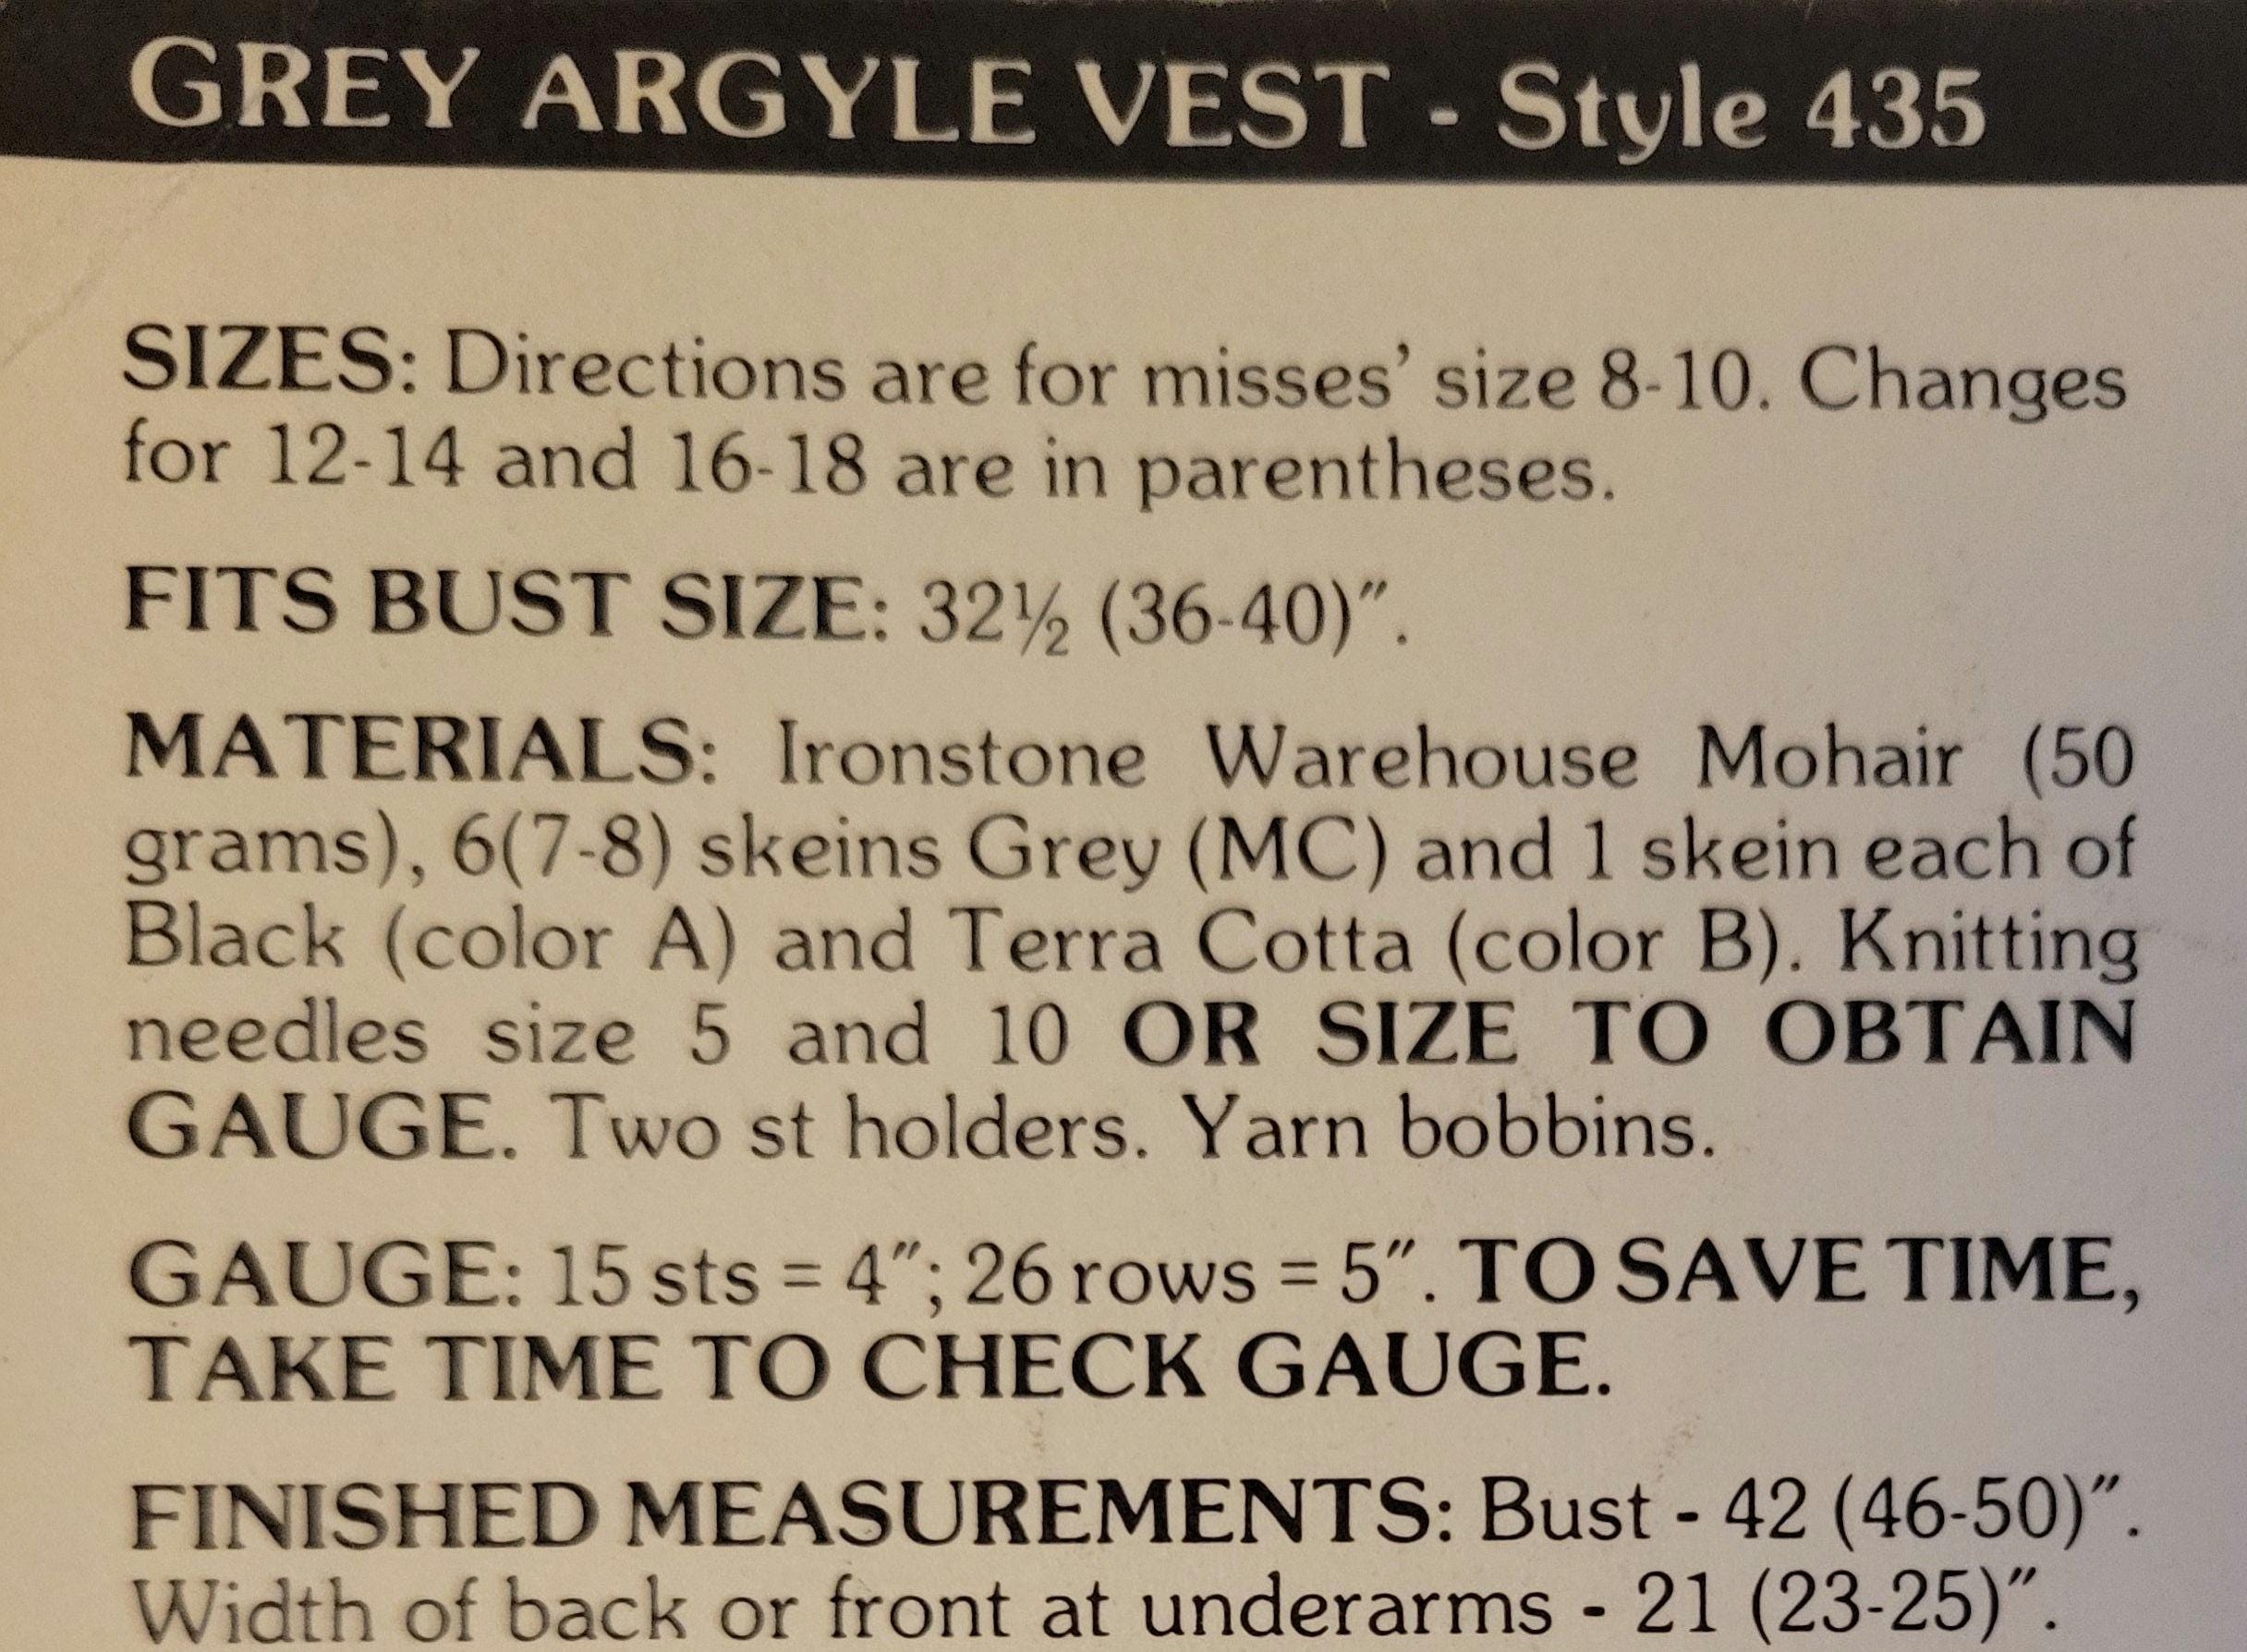 GREY ARGYLE VEST - Style 435
SIZES: Directions are for misses’ size 8-10. Changes
for 12-14 and 16-18 are in parentheses.
FITS BUST SIZE: 32½ (36-40)″.
MATERIALS: Ironstone Warehouse Mohair (50
grams), 6(7-8) skeins Grey (MC) and 1 skein each of
Black (color A) and Terra Cotta (color B). Knitting
needles size 5 and 10 OR SIZE TO OBTAIN
GAUGE. Two st holders. Yarn bobbins.
GAUGE: 15 sts = 4″; 26 rows = 5″. TO SAVE TIME,
TAKE TIME TO CHECK GAUGE.
FINISHED MEASUREMENTS: Bust - 42 (46-50)″.
Width of back or front at underarms - 21 (23-25)″.